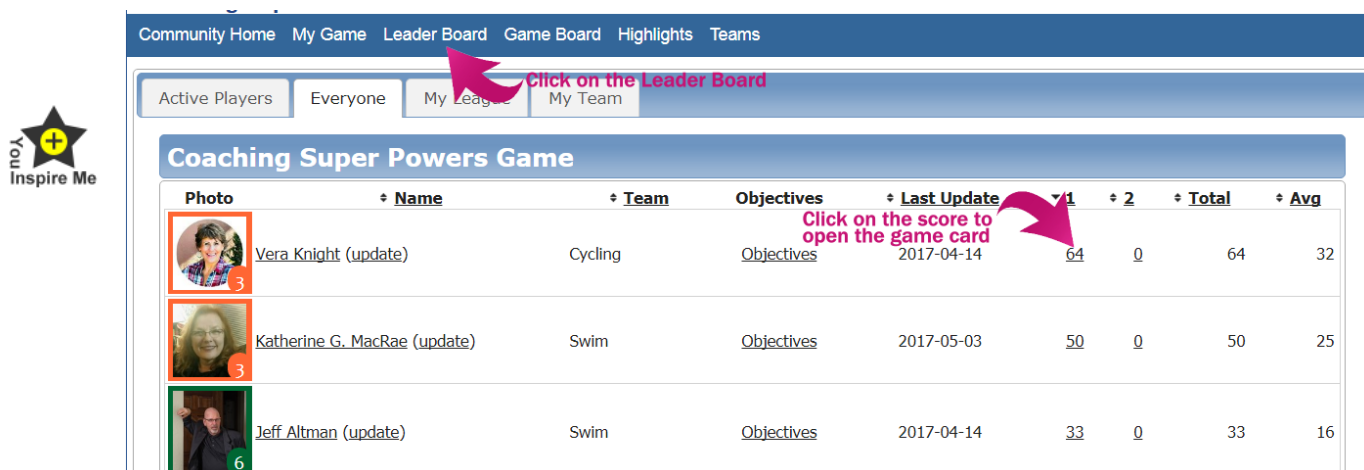 Community Home My Game Leader Board Game Board Highlights Teams
Click on the Leader Board
Active Players Everyone My League My Team
You
Inspire Me
Coaching Super Powers Game
Photo Name Team Objectives Last Update 1 2 Total Avg
Click on the score to
open the game card
Vera Knight (update) Cycling Objectives 2017-04-14 64 0 64 32
3
Katherine G. MacRae (update) Swim Objectives 2017-05-03 50 0 50 25
3
Jeff Altman (update) Swim Objectives 2017-04-14 33 0 33 16
6